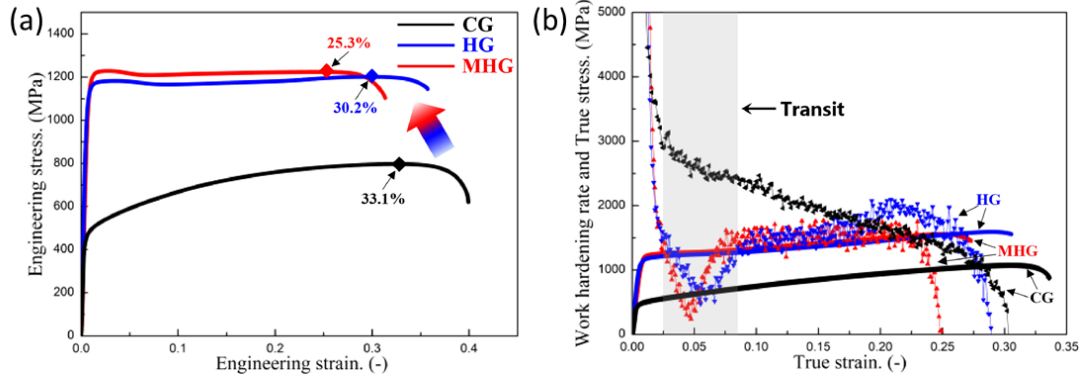 (a)
Engineering stress. (MPa)
1400
1200
1000
800
600
400
200
0
0.0
0.1
0.2
0.3
0.4
Engineering strain. (-)
CG
HG
MHG
25.3%
30.2%
33.1%
(b)
Work hardening rate and True stress. (MPa)
5000
4000
3000
2000
1000
0
0.00
0.05
0.10
0.15
0.20
0.25
0.30
0.35
True strain. (-)
Transit
HG
MHG
CG